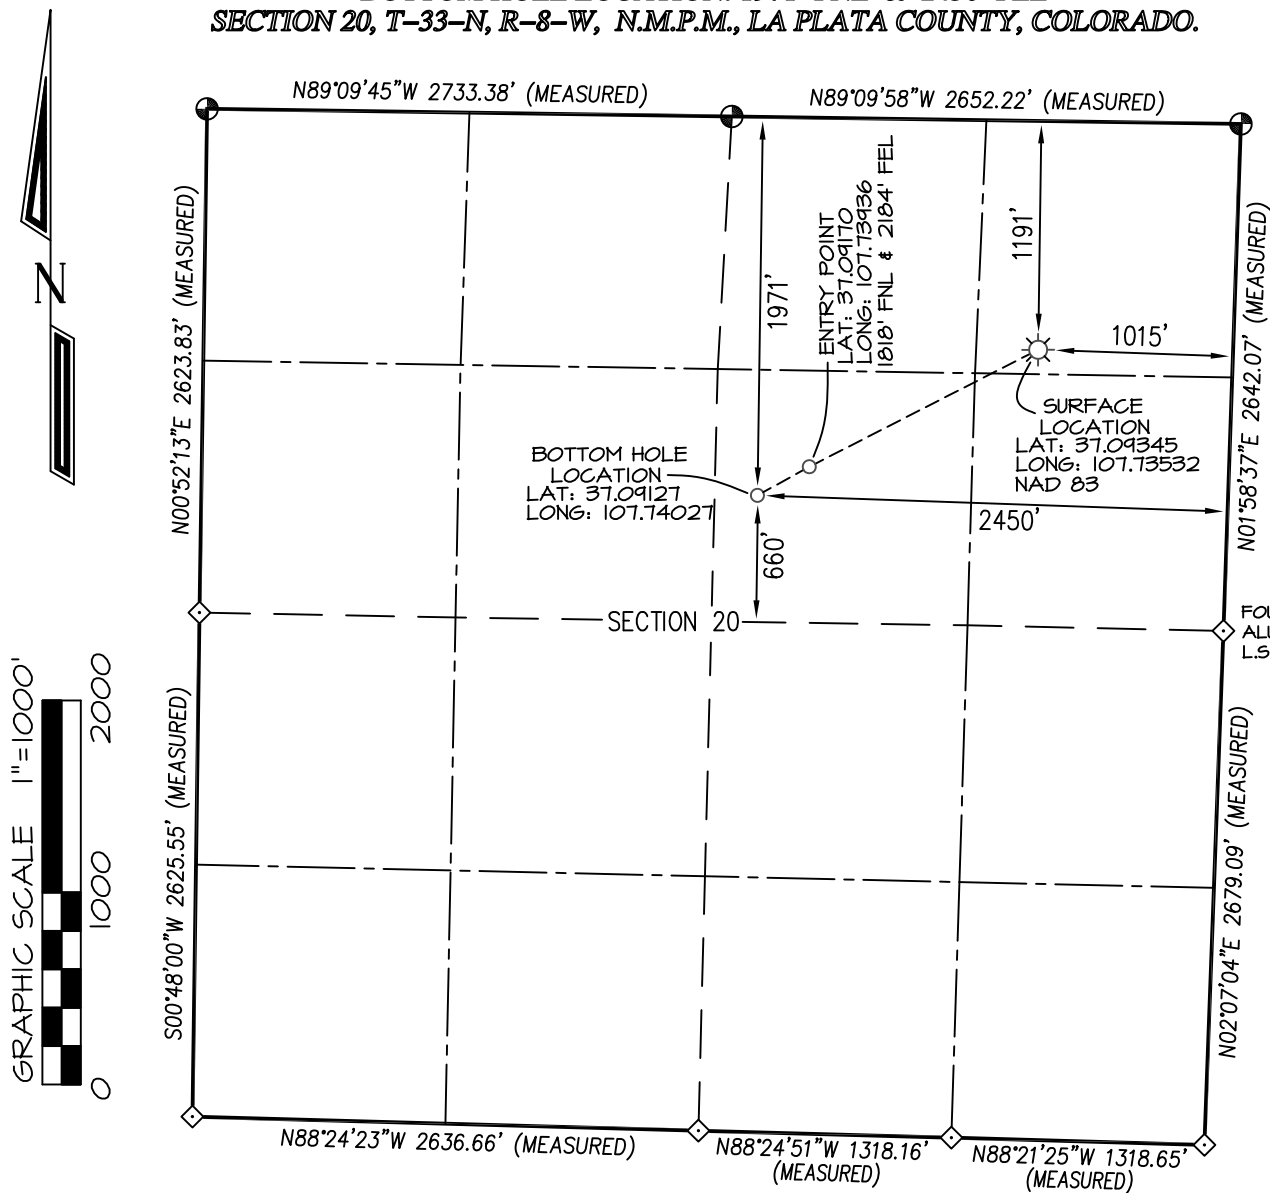 SECTION 20, T-33-N, R-8-W, N.M.P.M., LA PLATA COUNTY, COLORADO.
N89°09'45"W 2733.38' (MEASURED)
N89°09'58"W 2652.22' (MEASURED)
N
N00°52'13"E 2623.83' (MEASURED)
1971'
ENTRY POINT
LAT: 37.09170
LONG: 107.73936
1818' FNL & 2184' FEL
1191'
1015'
N01°58'37"E 2642.07' (MEASURED)
SURFACE
LOCATION
LAT: 37.09345
LONG: 107.73532
NAD 83
BOTTOM HOLE
LOCATION
LAT: 37.09127
LONG: 107.74027
2450'
660'
SECTION 20
GRAPHIC SCALE 1"=1000'
2000
1000
0
S00°48'00"W 2625.55' (MEASURED)
N02°07'04"E 2679.09' (MEASURED)
N88°24'23"W 2636.66' (MEASURED)
N88°24'51"W 1318.16'
(MEASURED)
N88°21'25"W 1318.65'
(MEASURED)